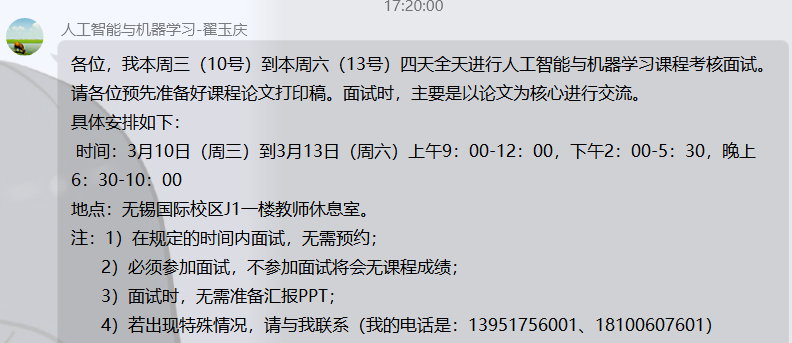 17:20:00
人工智能与机器学习-翟玉庆
各位，我本周三（10号）到本周六（13号）四天全天进行人工智能与机器学习课程考核面试。
请各位预先准备好课程论文打印稿。面试时，主要是以论文为核心进行交流。
具体安排如下：
时间：3月10日（周三）到3月13日（周六）上午9：00-12：00，下午2：00-5：30，晚上
6：30-10：00
地点：无锡国际校区J1一楼教师休息室。
注：1）在规定的时间内面试，无需预约；
2）必须参加面试，不参加面试将会无课程成绩；
3）面试时，无需准备汇报PPT；
4）若出现特殊情况，请与我联系（我的电话是：13951756001、18100607601）